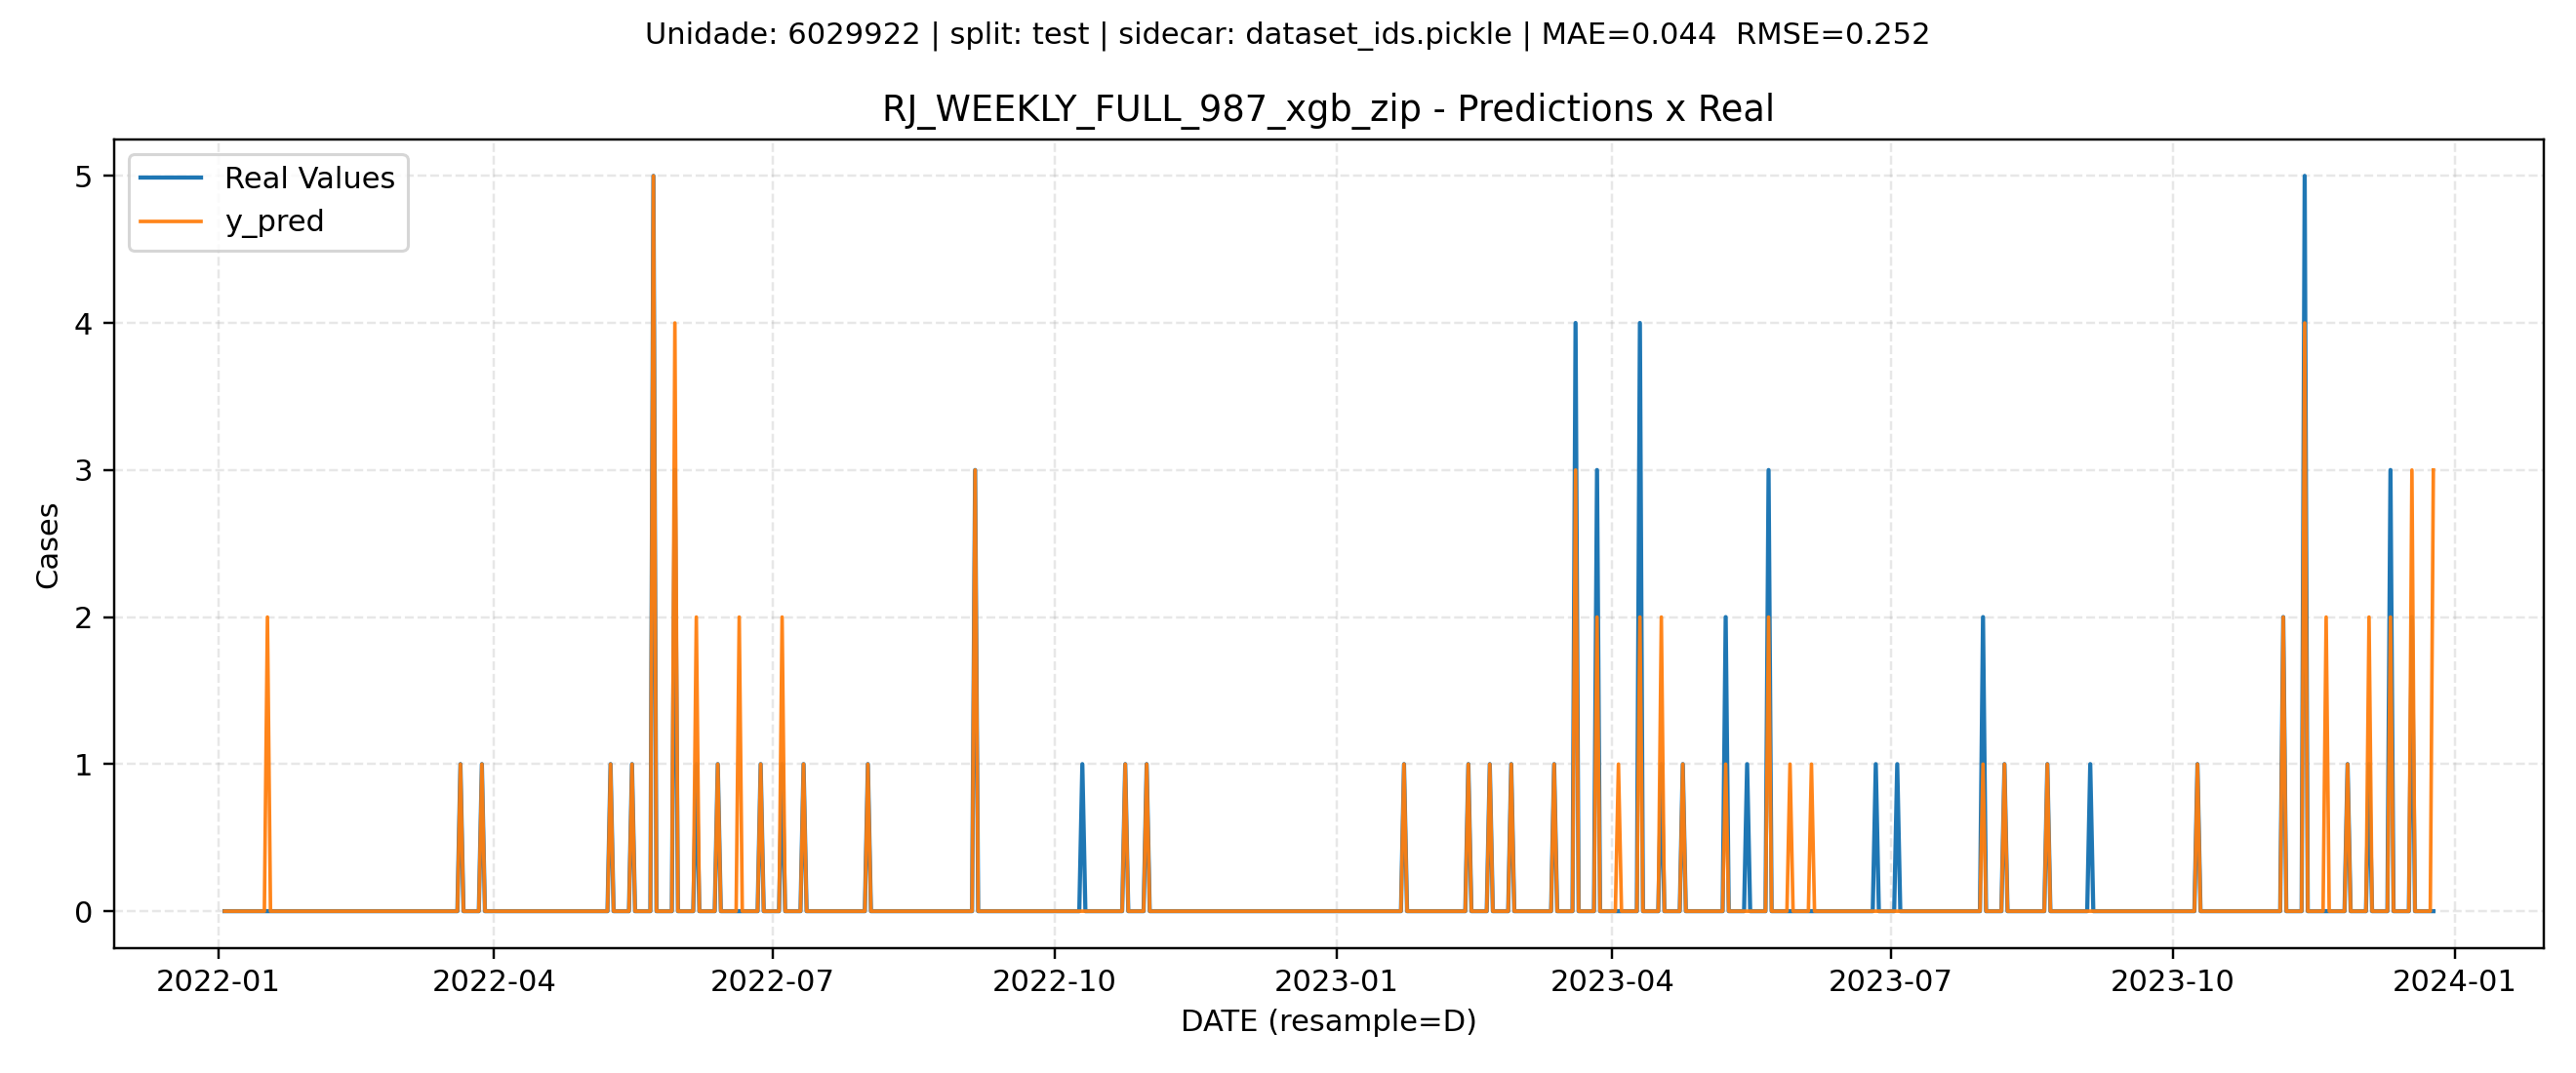 Unidade: 6029922 | split: test | sidecar: dataset_ids.pickle | MAE=0.044  RMSE=0.252
RJ_WEEKLY_FULL_987_xgb_zip - Predictions x Real
Real Values
y_pred
Cases
5
4
3
2
1
0
2022-01 2022-04 2022-07 2022-10 2023-01 2023-04 2023-07 2023-10 2024-01
DATE (resample=D)